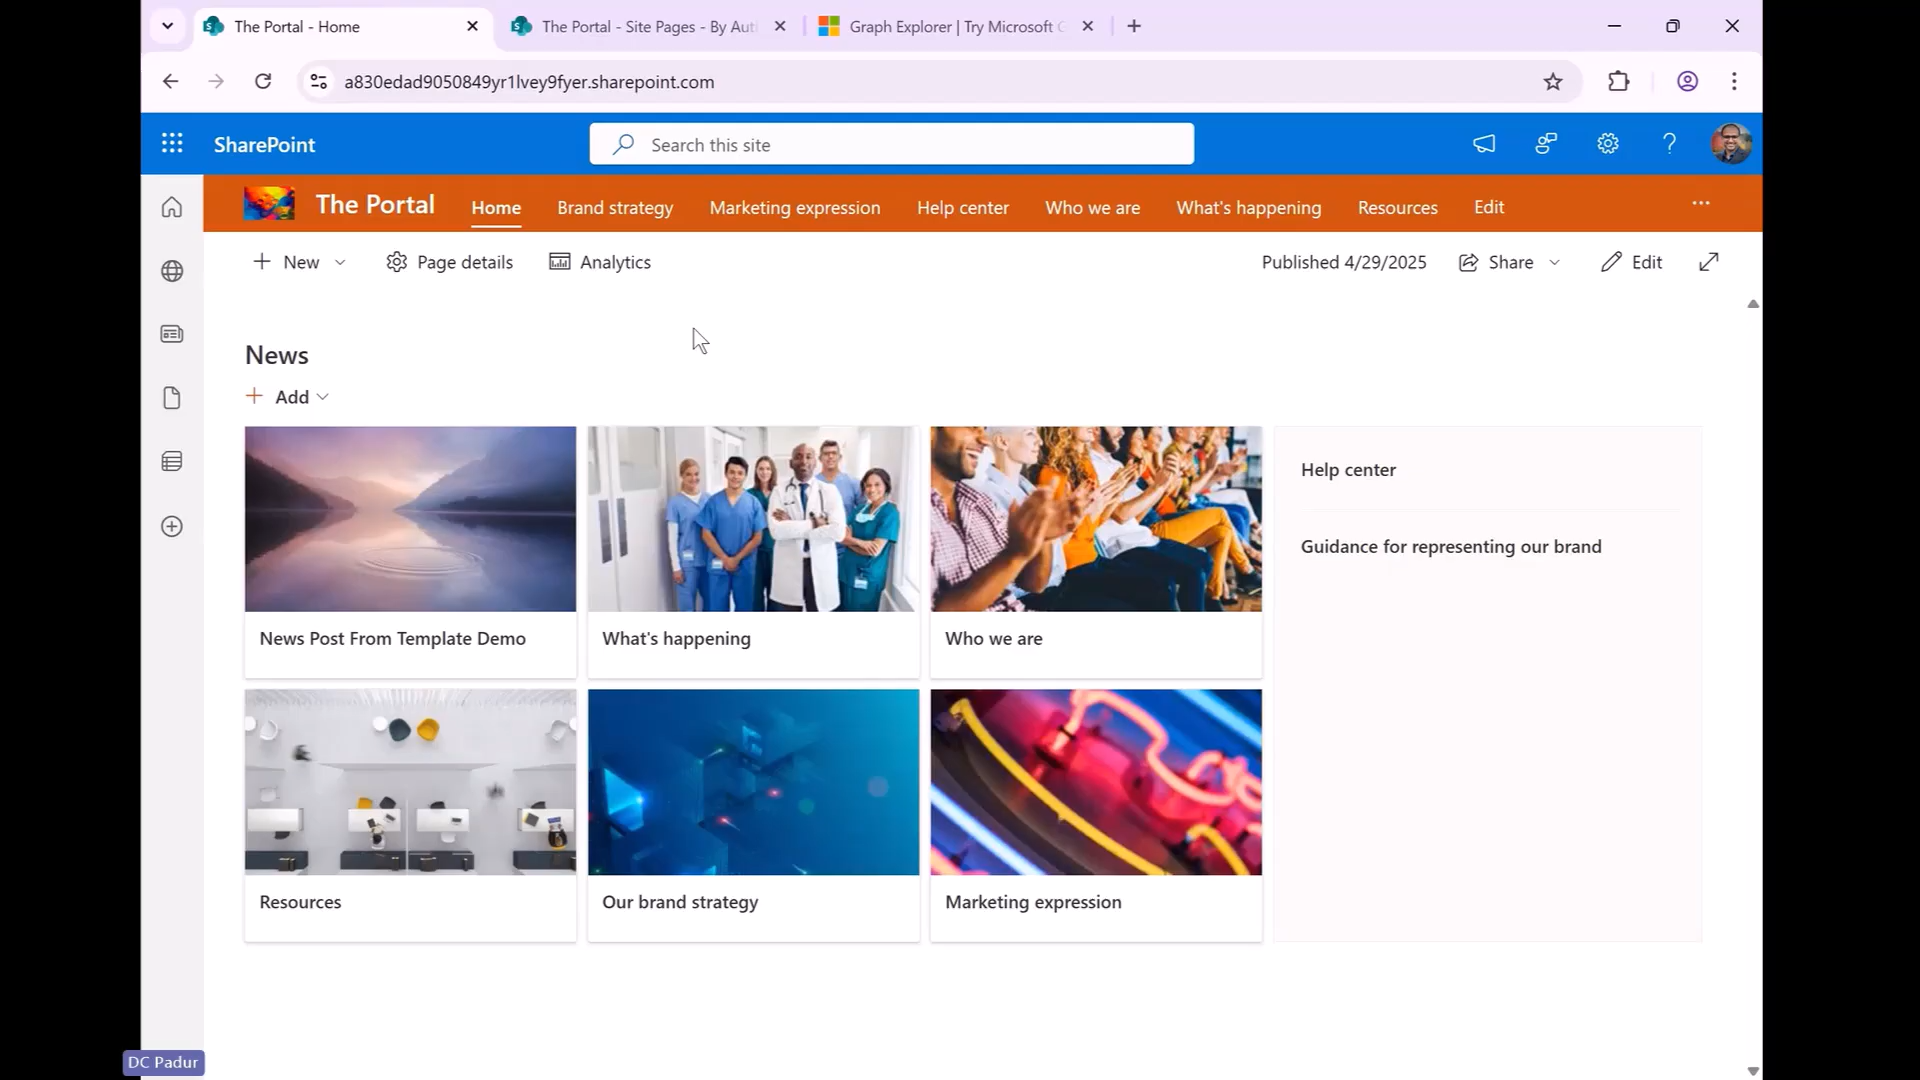 The Portal - Home
The Portal - Site Pages - By Aut
Graph Explorer | Try Microsoft G
a830edad9050849yr1lvey9fyer.sharepoint.com
SharePoint
Search this site
The Portal
Home
Brand strategy
Marketing expression
Help center
Who we are
What's happening
Resources
Edit
New
Page details
Analytics
Published 4/29/2025
Share
Edit
News
Add
News Post From Template Demo
What's happening
Who we are
Help center
Guidance for representing our brand
Resources
Our brand strategy
Marketing expression
DC Padur